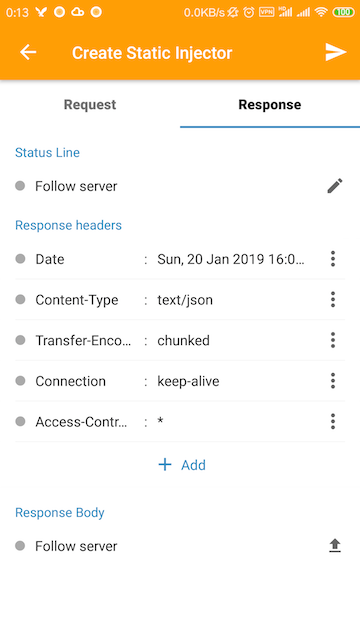 0:13 0.0KB/s VPN 100
Create Static Injector
Request Response
Status Line
Follow server
Response headers
Date : Sun, 20 Jan 2019 16:0...
Content-Type : text/json
Transfer-Enco... : chunked
Connection : keep-alive
Access-Contr... : *
+ Add
Response Body
Follow server